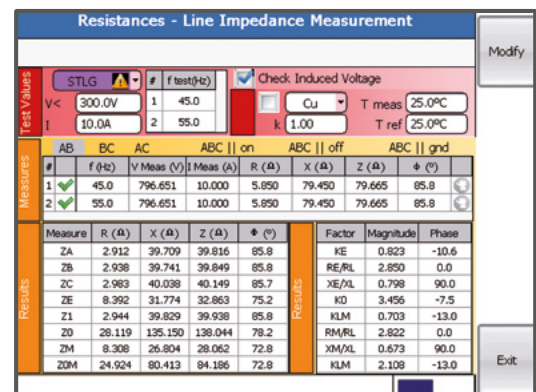 Resistances - Line Impedance Measurement
Modify
Test Values
STLG # f test(Hz) Check Induced Voltage
V< 300.0V 1 45.0 Cu T meas 25.0ºC
I 10.0A 2 55.0 k 1.00 T ref 25.0ºC
Measures
AB BC AC ABC || on ABC || off ABC || gnd
# f (Hz) V Meas (V) I Meas (A) R (Ω) X (Ω) Z (Ω) Φ (º)
1 45.0 796.651 10.000 5.850 79.450 79.665 85.8
2 55.0 796.651 10.000 5.850 79.450 79.665 85.8
Results
Measure R (Ω) X (Ω) Z (Ω) Φ (º)
ZA 2.912 39.709 39.816 85.8
ZB 2.938 39.741 39.849 85.8
ZC 2.983 40.038 40.149 85.7
ZE 8.392 31.774 32.863 75.2
Z1 2.944 39.829 39.938 85.8
Z0 28.119 135.150 138.044 78.2
ZM 8.308 26.804 28.062 72.8
Z0M 24.924 80.413 84.186 72.8
Results
Factor Magnitude Phase
KE 0.823 -10.6
RE/RL 2.850 0.0
XE/XL 0.798 90.0
K0 3.456 -7.5
KLM 0.703 -13.0
RM/RL 2.822 0.0
XM/XL 0.673 90.0
KLM 2.108 -13.0
Exit